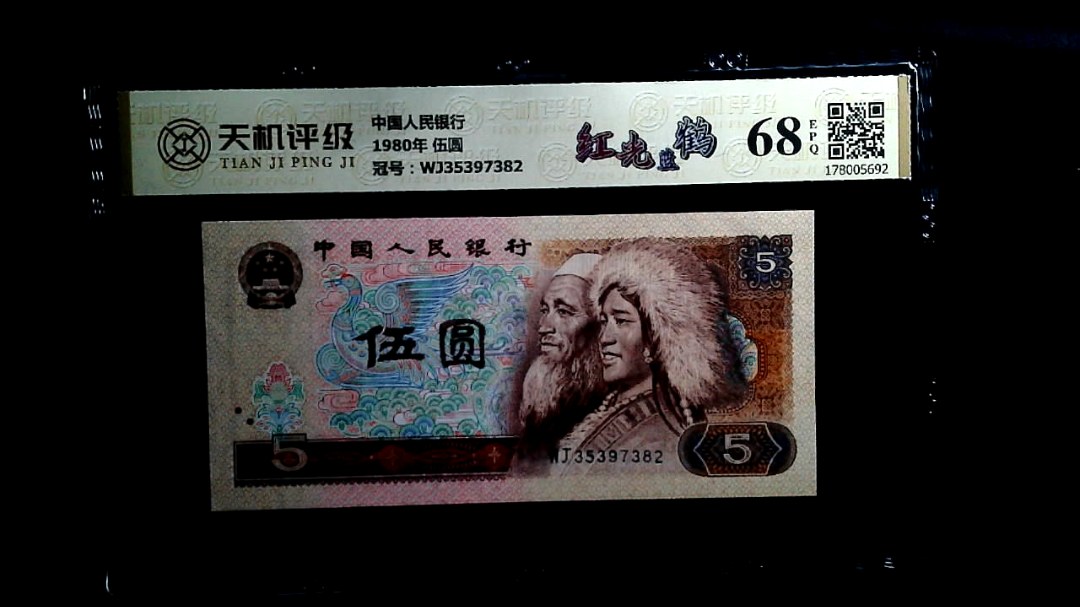 天机评级
TIAN JI PING JI
中国人民银行
1980年 伍圆
冠号：WJ35397382
红光蓝鹤
68
EPQ
178005692
中国人民银行
5
伍圆
5
WJ35397382
5